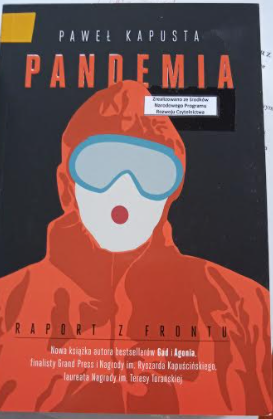 PAWEŁ KAPUSTA
PANDEMIA
Zrealizowano ze środków
Narodowego Programu
Rozwoju Czytelnictwa
RAPORT Z FRONTU
Nowa książka autora bestsellerów Gad i Agonia,
finalisty Grand Press i Nagrody im. Ryszarda Kapuścińskiego,
laureata Nagrody im. Teresy Torańskiej